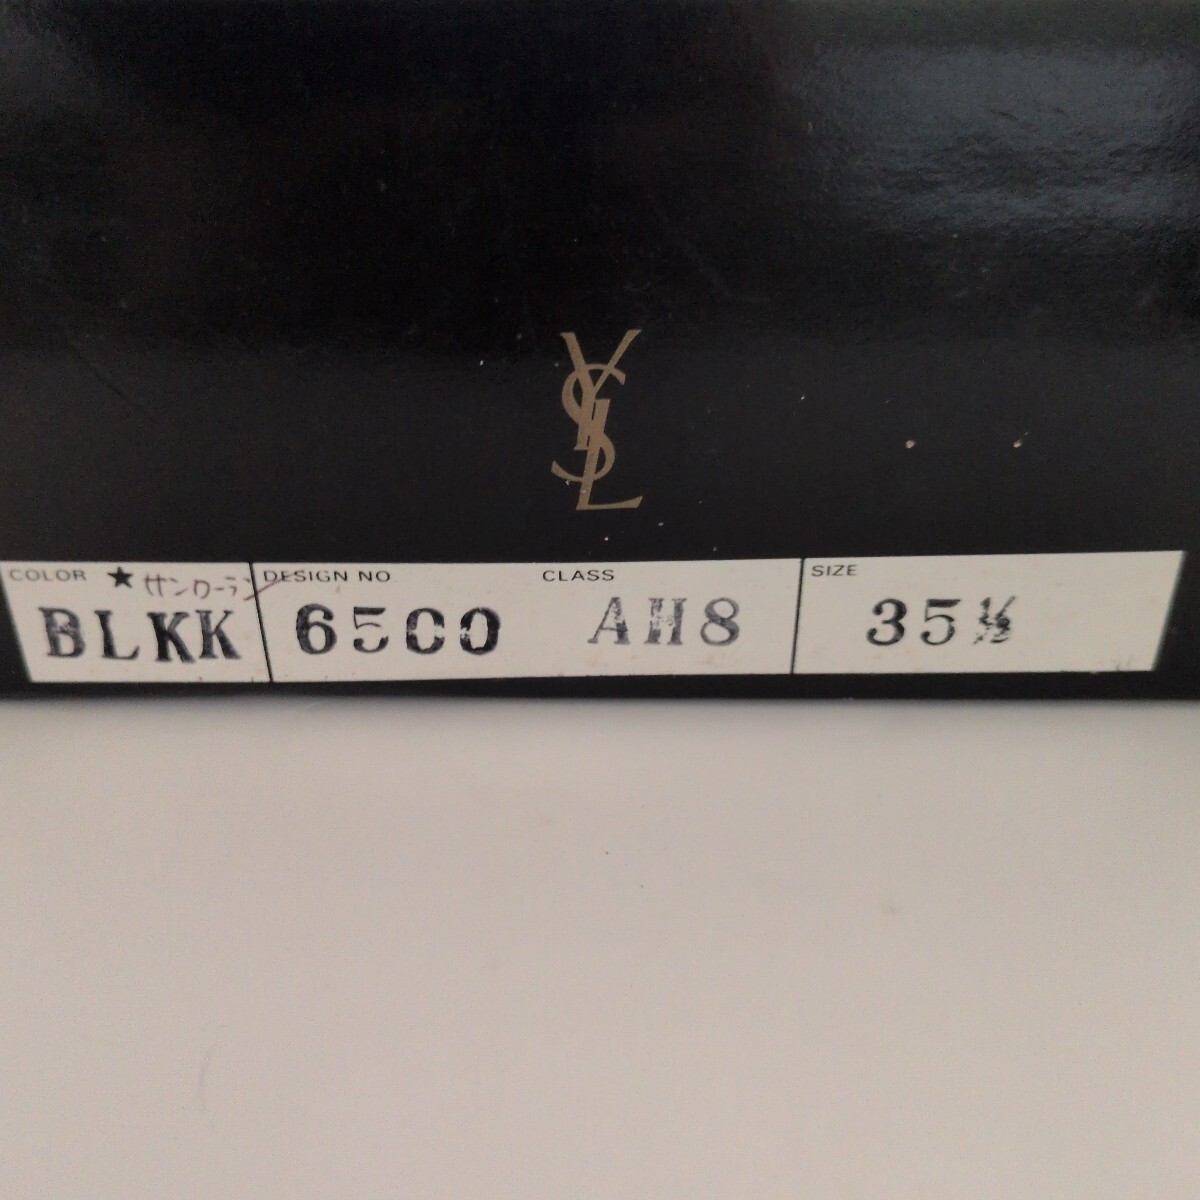 YSL
COLOR ★ サンローラン DESIGN NO CLASS SIZE
BLKK 6500 AH8 35½